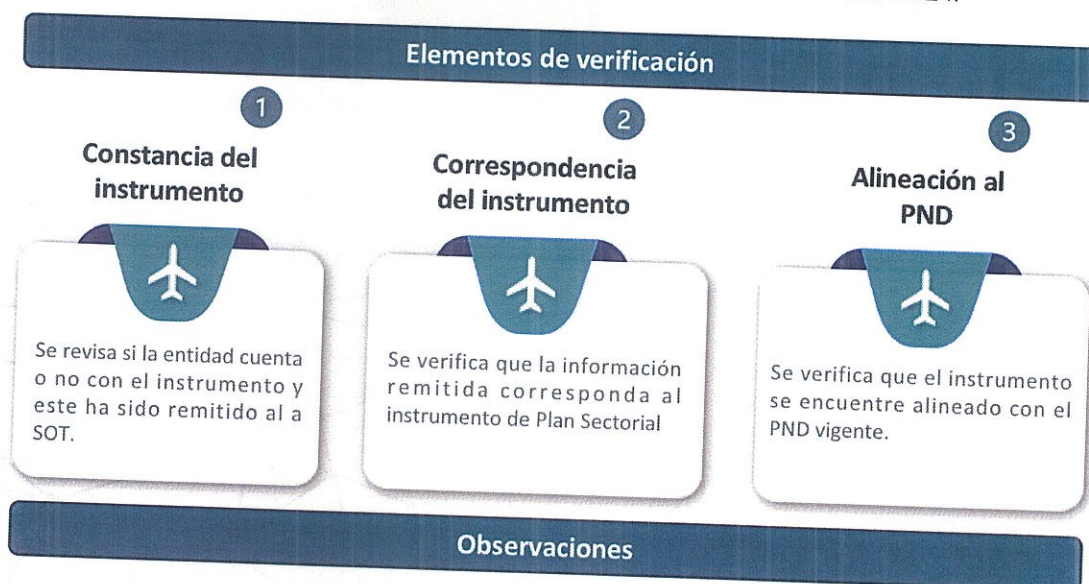 Elementos de verificación
1
Constancia del
instrumento
Se revisa si la entidad cuenta
o no con el instrumento y
este ha sido remitido al a
SOT.
2
Correspondencia
del instrumento
Se verifica que la información
remitida corresponda al
instrumento de Plan Sectorial
3
Alineación al
PND
Se verifica que el instrumento
se encuentre alineado con el
PND vigente.
Observaciones